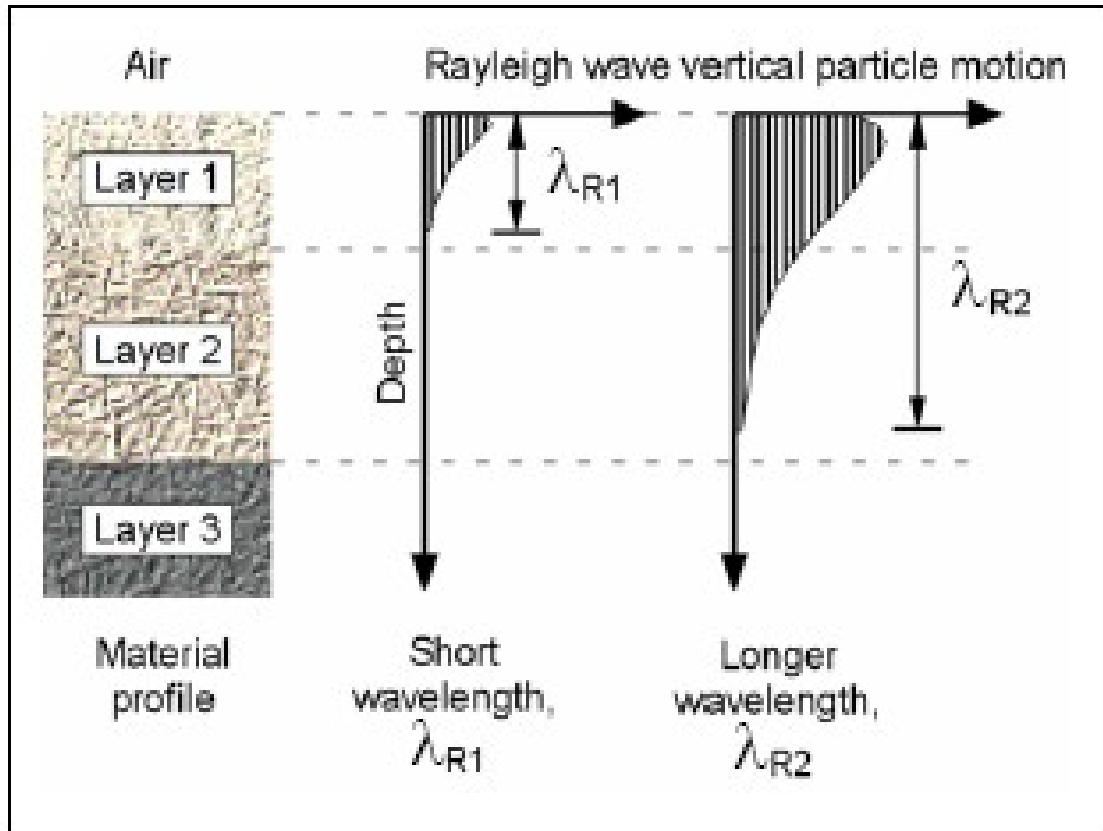 Air
Rayleigh wave vertical particle motion
Layer 1
λR1
Layer 2
λR2
Depth
Layer 3
Material
profile
Short
wavelength,
λR1
Longer
wavelength,
λR2